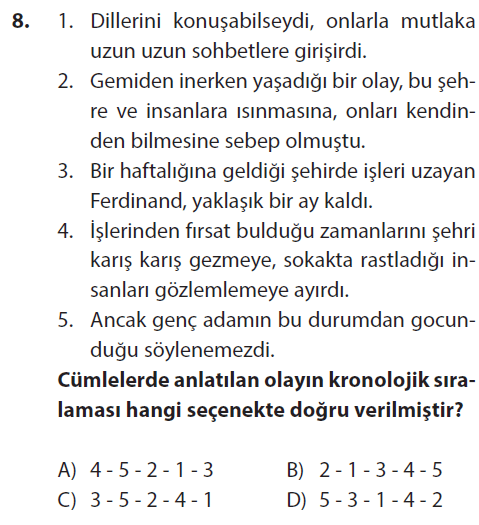 8. 1. Dillerini konuşabilseydi, onlarla mutlaka
uzun uzun sohbetlere girişirdi.
2. Gemiden inerken yaşadığı bir olay, bu şeh-
re ve insanlara ısınmasına, onları kendin-
den bilmesine sebep olmuştu.
3. Bir haftalığına geldiği şehirde işleri uzayan
Ferdinand, yaklaşık bir ay kaldı.
4. İşlerinden fırsat bulduğu zamanlarını şehri
karış karış gezmeye, sokakta rastladığı in-
sanları gözlemlemeye ayırdı.
5. Ancak genç adamın bu durumdan gocun-
duğu söylenemezdi.
Cümlelerde anlatılan olayın kronolojik sıra-
laması hangi seçenekte doğru verilmiştir?
A) 4 - 5 - 2 - 1 - 3 B) 2 - 1 - 3 - 4 - 5
C) 3 - 5 - 2 - 4 - 1 D) 5 - 3 - 1 - 4 - 2